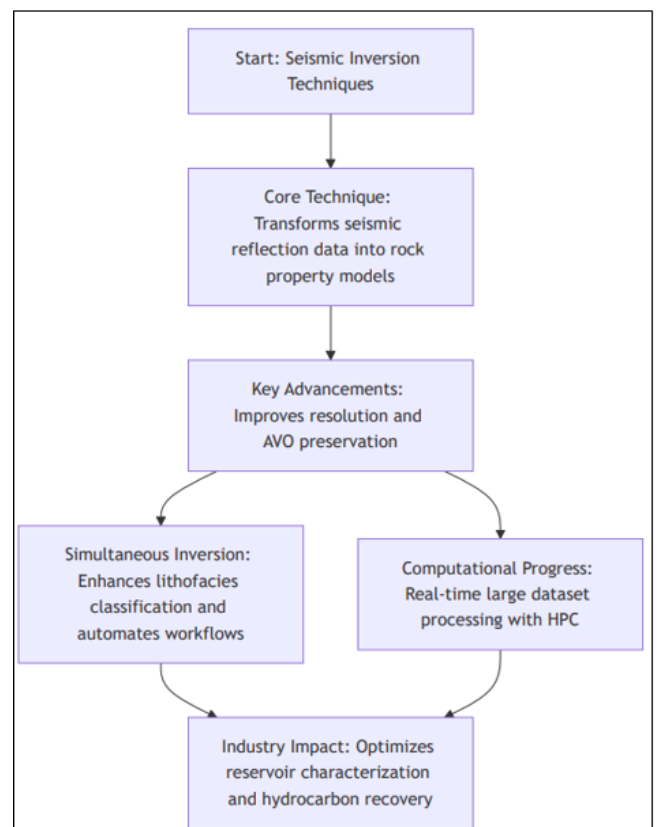 Start: Seismic Inversion
Techniques
Core Technique:
Transforms seismic
reflection data into rock
property models
Key Advancements:
Improves resolution and
AVO preservation
Simultaneous Inversion:
Enhances lithofacies
classification and
automates workflows
Computational Progress:
Real-time large dataset
processing with HPC
Industry Impact: Optimizes
reservoir characterization
and hydrocarbon recovery